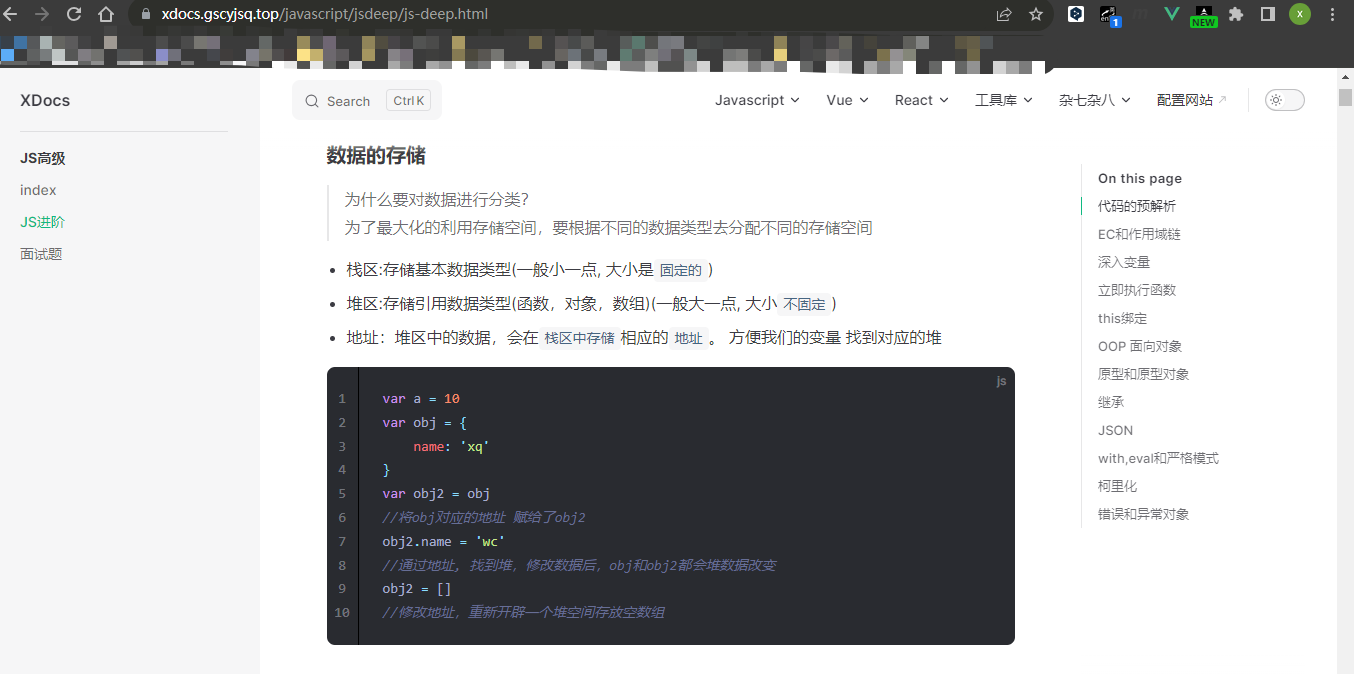 xdocs.gscyjsq.top/javascript/jsdeep/js-deep.html
1
NEW
X
XDocs
Search
Ctrl K
Javascript
Vue
React
工具库
杂七杂八
配置网站
JS高级
index
JS进阶
面试题
数据的存储
为什么要对数据进行分类?
为了最大化的利用存储空间，要根据不同的数据类型去分配不同的存储空间
栈区:存储基本数据类型(一般小一点, 大小是 固定的 )
堆区:存储引用数据类型(函数，对象，数组)(一般大一点, 大小 不固定 )
地址：堆区中的数据，会在 栈区中存储 相应的 地址 。 方便我们的变量 找到对应的堆
js
1 var a = 10
2 var obj = {
3 name: 'xq'
4 }
5 var obj2 = obj
6 //将obj对应的地址 赋给了obj2
7 obj2.name = 'wc'
8 //通过地址, 找到堆，修改数据后，obj和obj2都会堆数据改变
9 obj2 = []
10 //修改地址，重新开辟一个堆空间存放空数组
On this page
代码的预解析
EC和作用域链
深入变量
立即执行函数
this绑定
OOP 面向对象
原型和原型对象
继承
JSON
with,eval和严格模式
柯里化
错误和异常对象